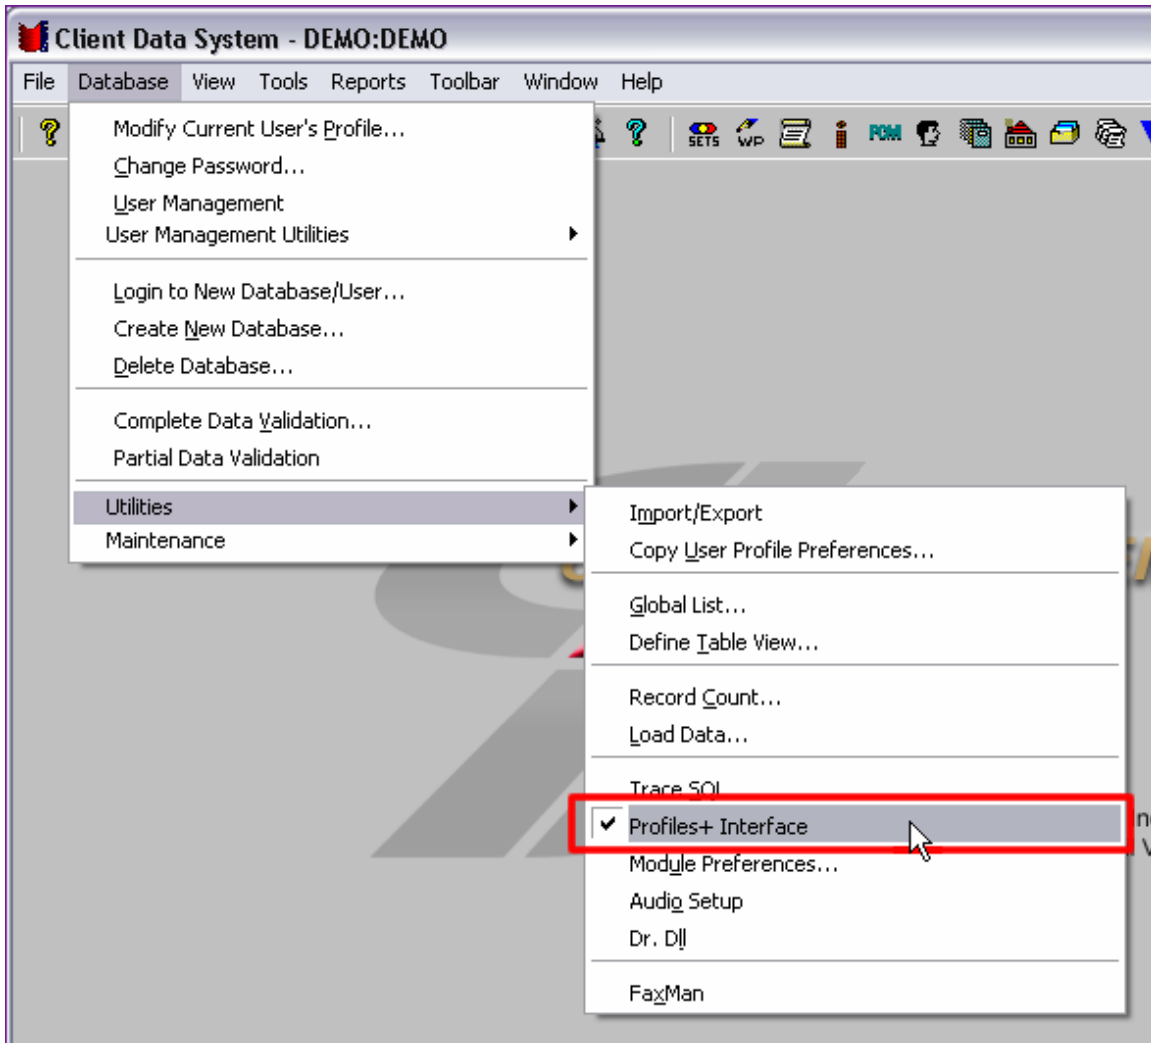 Client Data System - DEMO:DEMO
File Database View Tools Reports Toolbar Window Help
SETS WP POM
Modify Current User's Profile...
Change Password...
User Management
User Management Utilities
Login to New Database/User...
Create New Database...
Delete Database...
Complete Data Validation...
Partial Data Validation
Utilities
Maintenance
Import/Export
Copy User Profile Preferences...
Global List...
Define Table View...
Record Count...
Load Data...
Trace SQL
Profiles+ Interface
Module Preferences...
Audio Setup
Dr. Dll
FaxMan